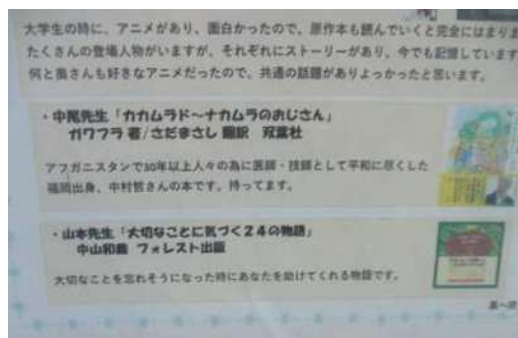 大学生の時に、アニメがあり、面白かったので、原作本も読んでいくと完全にはまりま
たくさんの登場人物がいますが、それぞれにストーリーがあり、今でも記憶しています
何と奥さんも好きなアニメだったので、共通の話題がありよっかったと思います。
・中尾先生「カカムラド～ナカムラのおじさん」
ガワフラ 著/さだまさし 翻訳 双葉社
アフガニスタンで30年以上人々の為に医師・技師として平和に尽くした
福岡出身、中村哲さんの本です。持ってます。
・山本先生「大切なことに気づく24の物語」
中山和義 フォレスト出版
大切なことを忘れそうになった時にあなたを助けてくれる物語です。